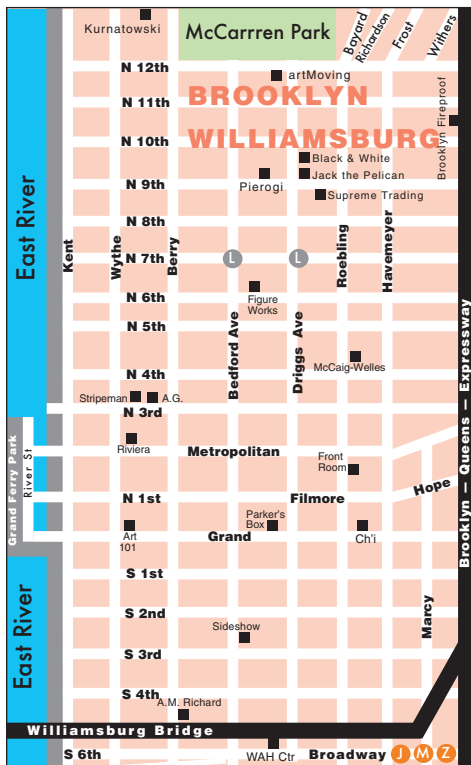 Kurnatowski
McCarrren Park
Bayard
Richardson
Frost
Withers
N 12th
artMoving
N 11th
BROOKLYN
Brooklyn Fireproof
N 10th
WILLIAMSBURG
Black & White
Jack the Pelican
Pierogi
N 9th
Supreme Trading
East River
N 8th
Kent
Wythe
Berry
N 7th
L
L
Roebling
Havemeyer
N 6th
Figure
Works
N 5th
Bedford Ave
Driggs Ave
McCaig-Welles
N 4th
Stripeman
A.G.
N 3rd
Riviera
Metropolitan
Front
Room
Grand Ferry Park
River St
Brooklyn — Queens — Expressway
Hope
N 1st
Filmore
Art
101
Parker's
Box
Grand
Ch'i
S 1st
East River
S 2nd
Marcy
Sideshow
S 3rd
S 4th
A.M. Richard
Williamsburg Bridge
S 6th
WAH Ctr
Broadway
J M Z